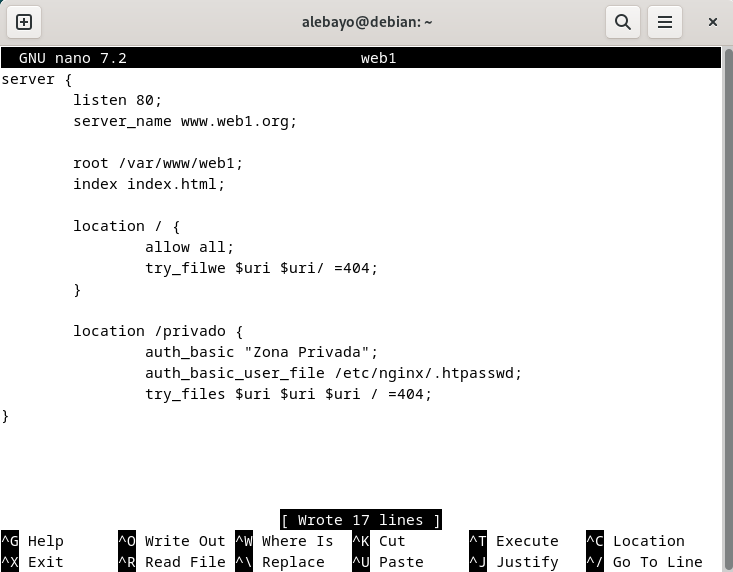 alebayo@debian: ~
GNU nano 7.2 web1
server {
listen 80;
server_name www.web1.org;
root /var/www/web1;
index index.html;
location / {
allow all;
try_filwe $uri $uri/ =404;
}
location /privado {
auth_basic "Zona Privada";
auth_basic_user_file /etc/nginx/.htpasswd;
try_files $uri $uri $uri / =404;
}
[ Wrote 17 lines ]
^G Help ^O Write Out ^W Where Is ^K Cut ^T Execute ^C Location
^X Exit ^R Read File ^\ Replace ^U Paste ^J Justify ^/ Go To Line